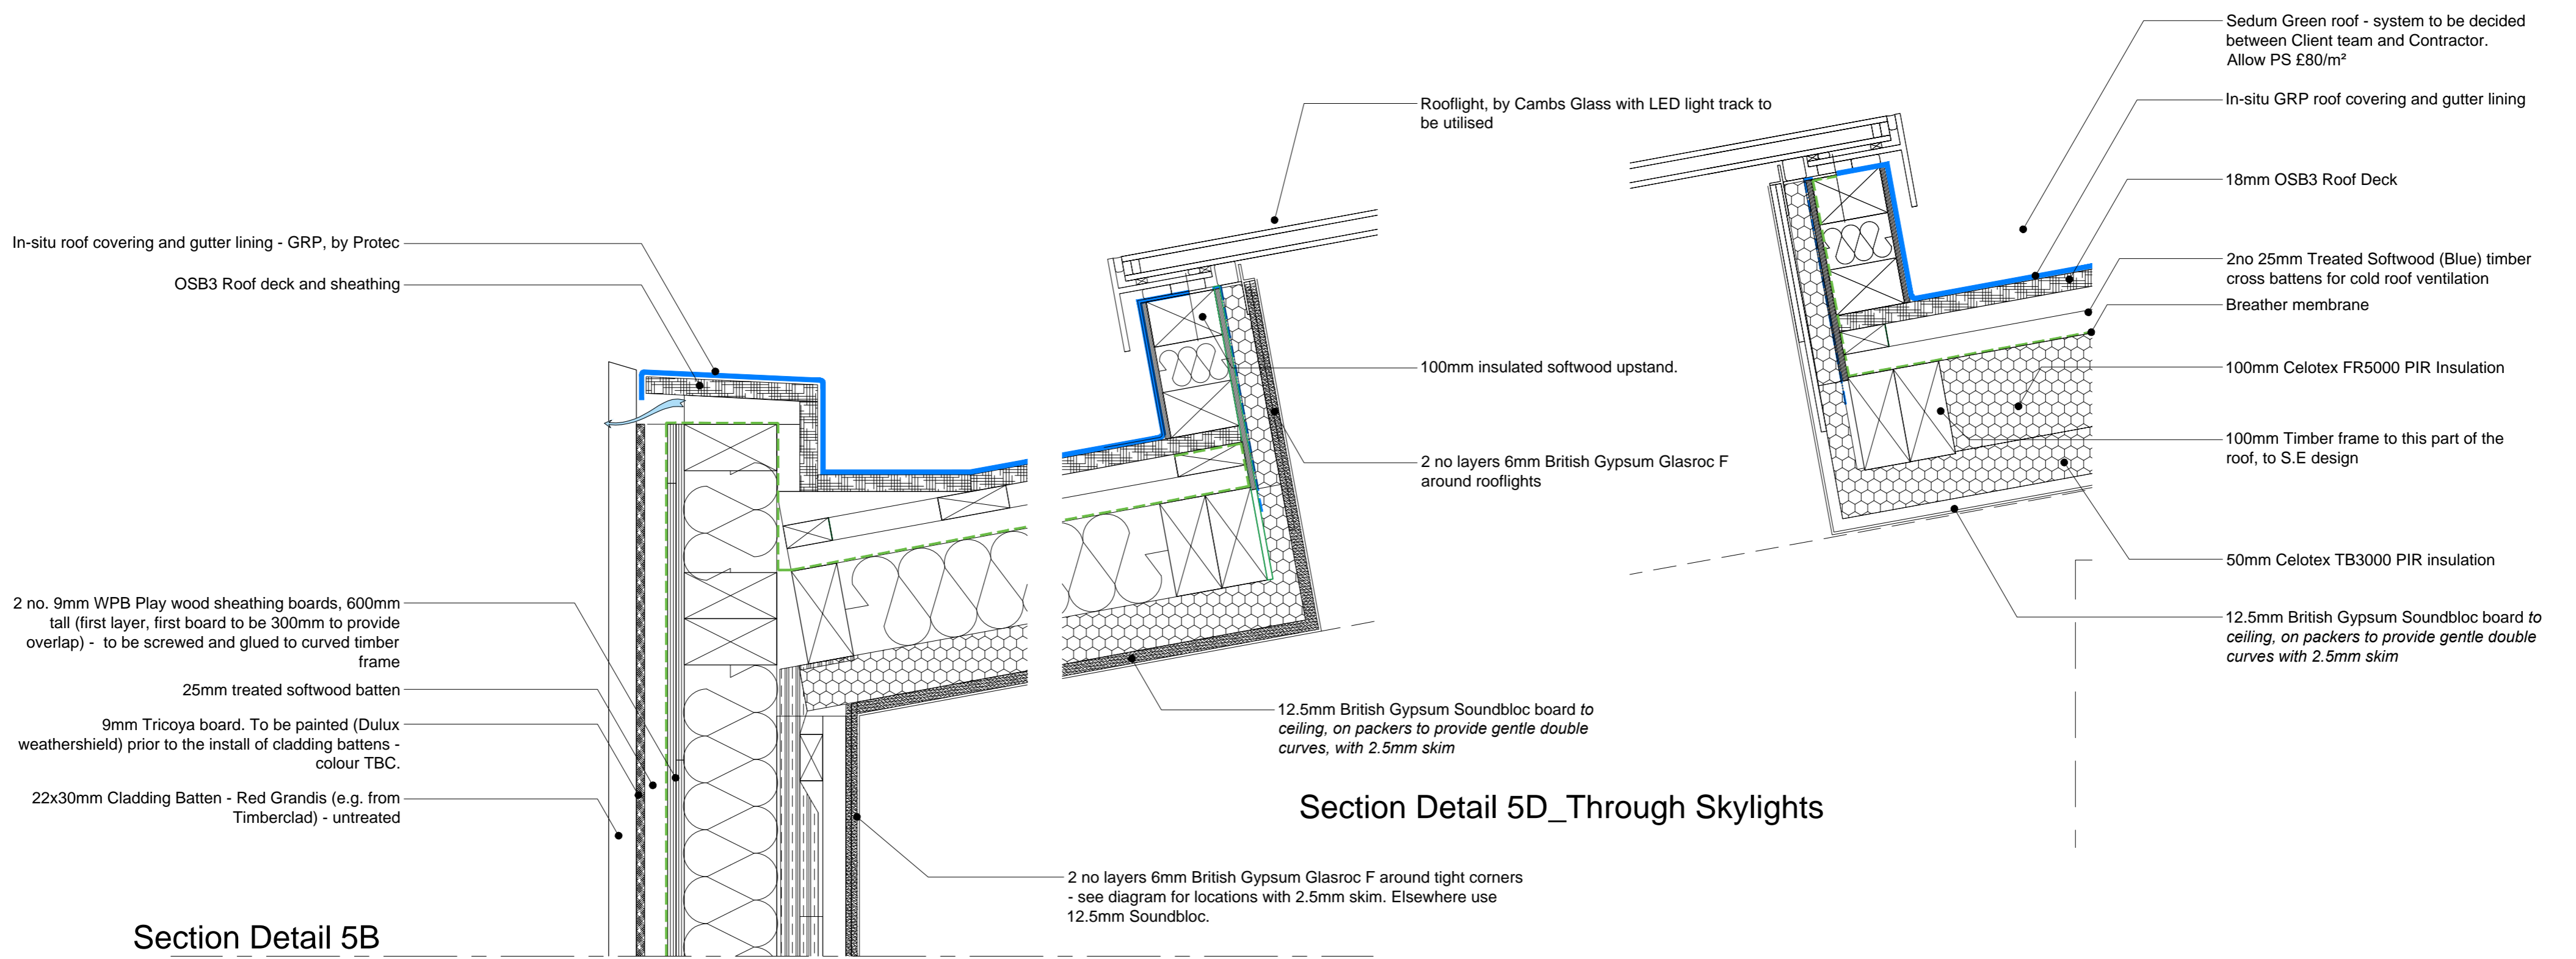 In-situ roof covering and gutter lining - GRP, by Protec
OSB3 Roof deck and sheathing
2 no. 9mm WPB Play wood sheathing boards, 600mm
tall (first layer, first board to be 300mm to provide
overlap) - to be screwed and glued to curved timber
frame
25mm treated softwood batten
9mm Tricoya board. To be painted (Dulux
weathershield) prior to the install of cladding battens -
colour TBC.
22x30mm Cladding Batten - Red Grandis (e.g. from
Timberclad) - untreated
Section Detail 5B
Rooflight, by Cambs Glass with LED light track to
be utilised
100mm insulated softwood upstand.
2 no layers 6mm British Gypsum Glasroc F
around rooflights
12.5mm British Gypsum Soundbloc board to
ceiling, on packers to provide gentle double
curves, with 2.5mm skim
Section Detail 5D_Through Skylights
2 no layers 6mm British Gypsum Glasroc F around tight corners
- see diagram for locations with 2.5mm skim. Elsewhere use
12.5mm Soundbloc.
Sedum Green roof - system to be decided
between Client team and Contractor.
Allow PS £80/m²
In-situ GRP roof covering and gutter lining
18mm OSB3 Roof Deck
2no 25mm Treated Softwood (Blue) timber
cross battens for cold roof ventilation
Breather membrane
100mm Celotex FR5000 PIR Insulation
100mm Timber frame to this part of the
roof, to S.E design
50mm Celotex TB3000 PIR insulation
12.5mm British Gypsum Soundbloc board to
ceiling, on packers to provide gentle double
curves with 2.5mm skim